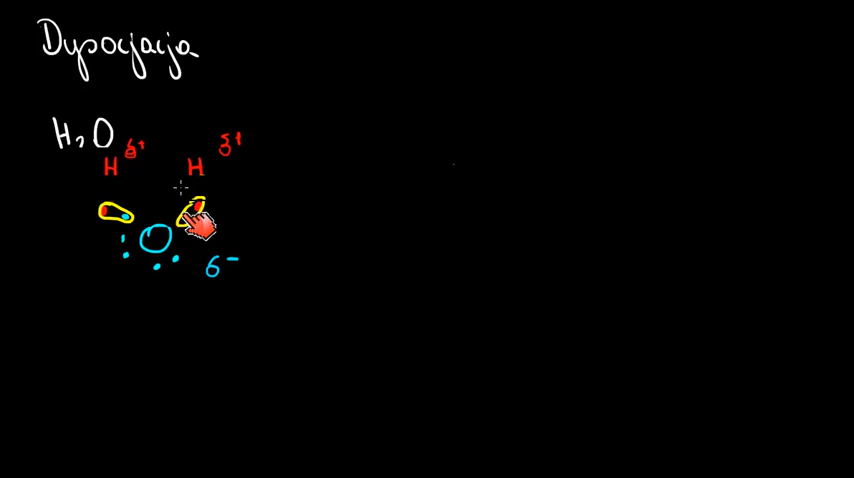 Dysocjacja
H₂O
H δ+ H δ+
O δ-